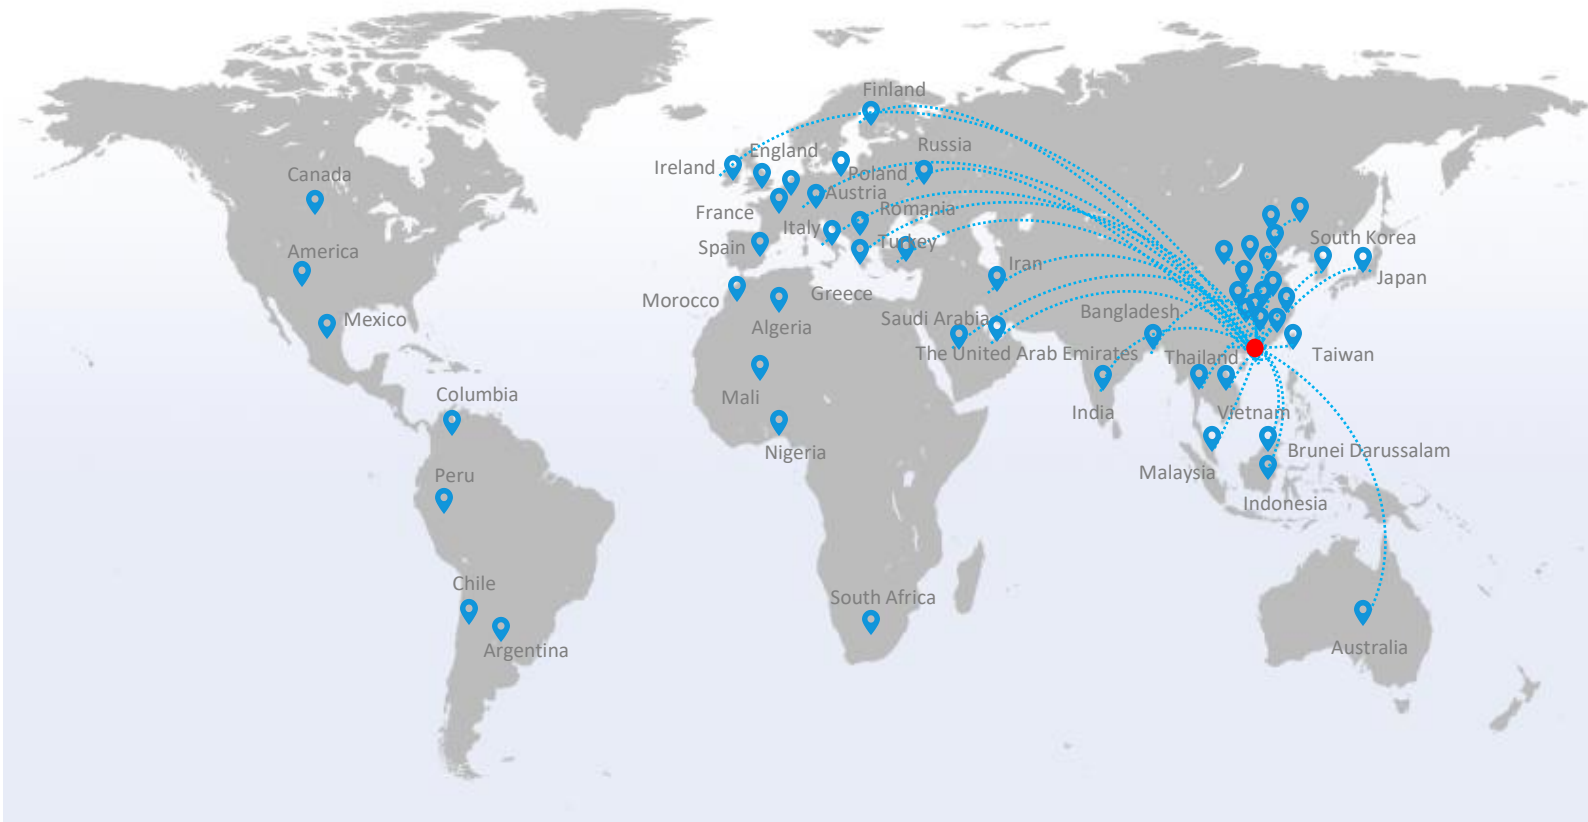 Finland
England
Russia
Ireland
Poland
Canada
Austria
France
Romania
Italy
Spain
Turkey
South Korea
America
Iran
Japan
Morocco
Greece
Algeria
Saudi Arabia
Bangladesh
Mexico
The United Arab Emirates
Thailand
Taiwan
Mali
Columbia
India
Vietnam
Nigeria
Brunei Darussalam
Peru
Malaysia
Indonesia
Chile
South Africa
Argentina
Australia